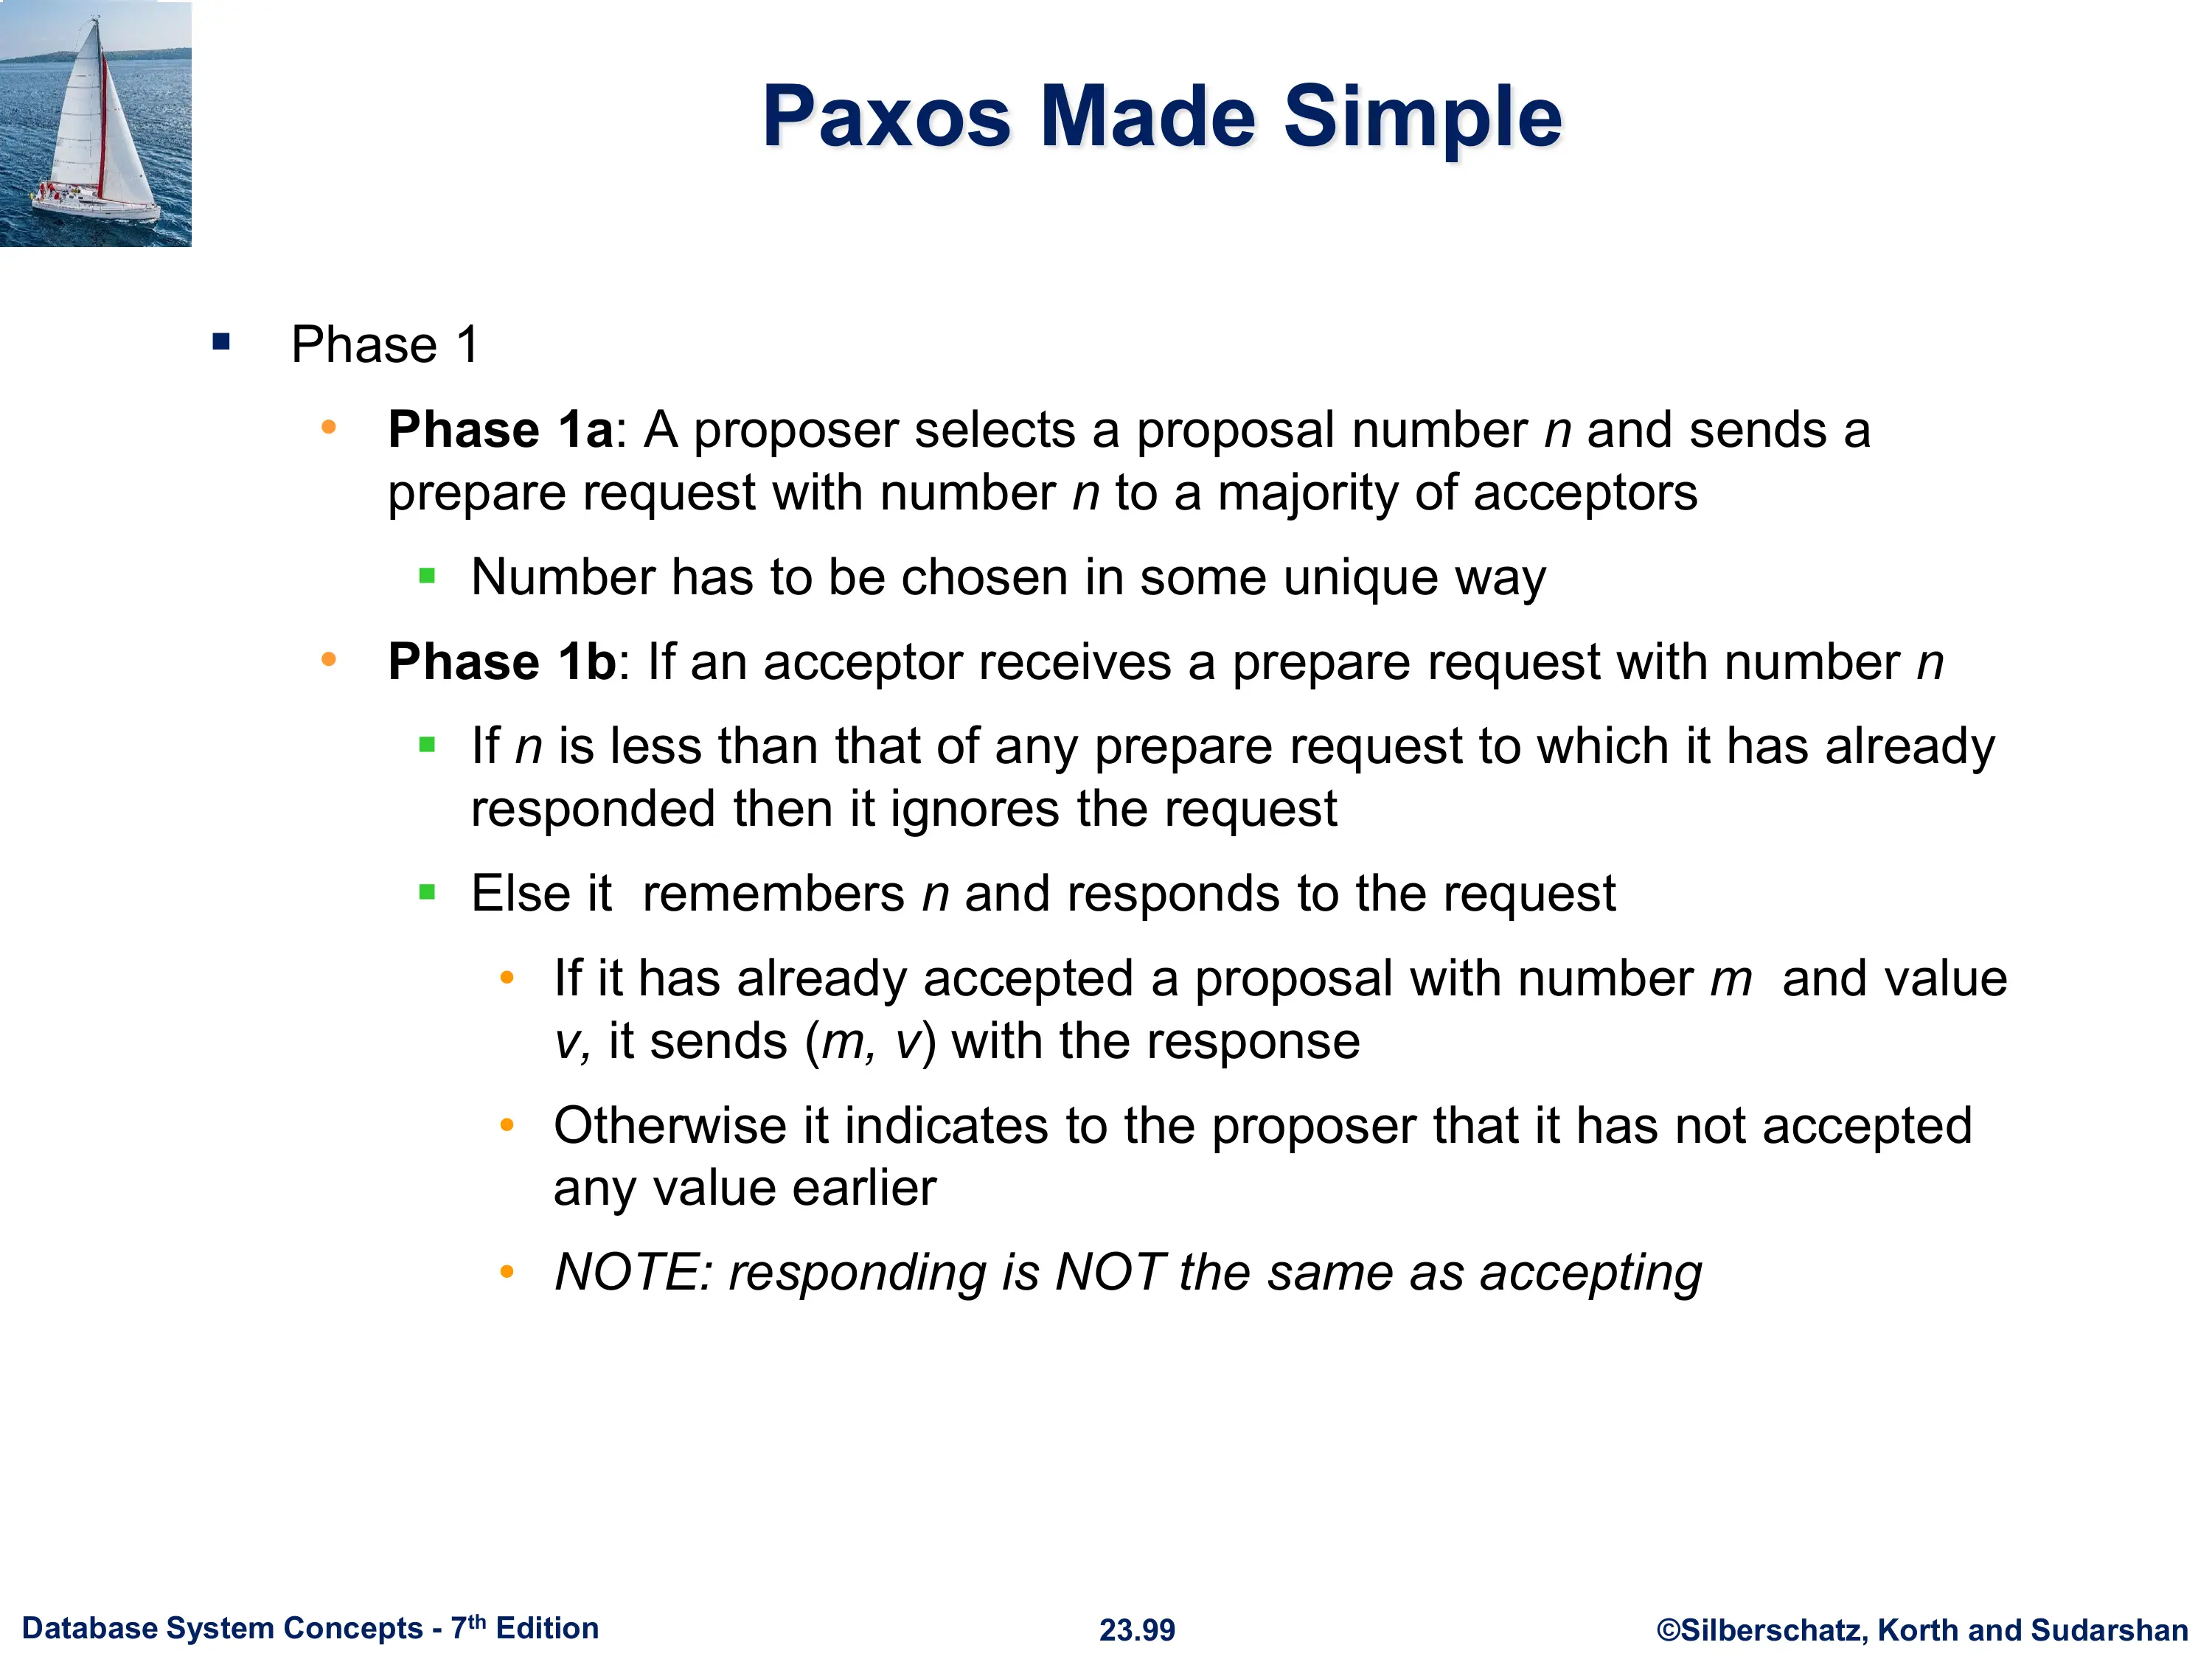 Paxos Made Simple
Phase 1
Phase 1a: A proposer selects a proposal number n and sends a
prepare request with number n to a majority of acceptors
Number has to be chosen in some unique way
Phase 1b: If an acceptor receives a prepare request with number n
If n is less than that of any prepare request to which it has already
responded then it ignores the request
Else it remembers n and responds to the request
If it has already accepted a proposal with number m and value
v, it sends (m, v) with the response
Otherwise it indicates to the proposer that it has not accepted
any value earlier
NOTE: responding is NOT the same as accepting
Database System Concepts - 7th Edition
23.99
©Silberschatz, Korth and Sudarshan